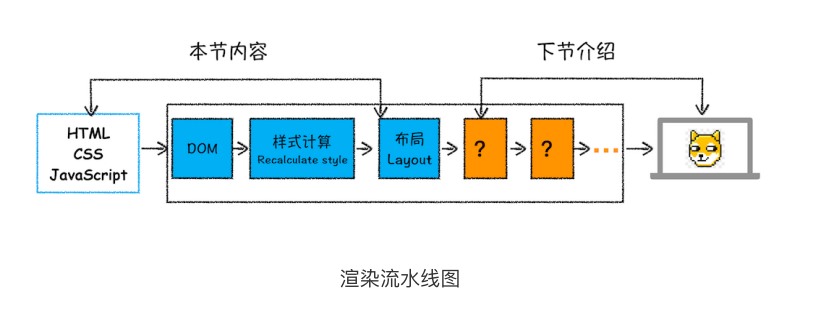 本节内容
下节介绍
HTML
CSS
JavaScript
DOM
样式计算
Recalculate style
布局
Layout
?
?
...
渲染流水线图